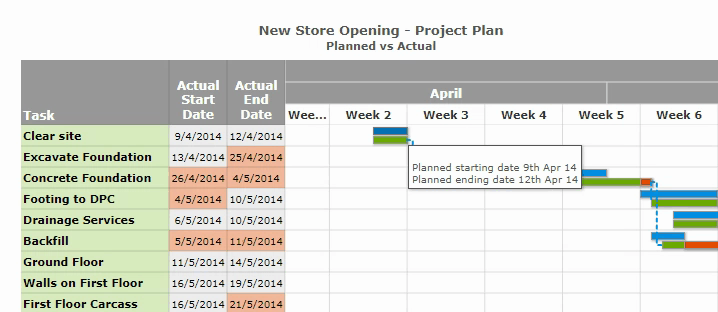 New Store Opening - Project Plan
Planned vs Actual
Task Actual Start Date Actual End Date April
Wee... Week 2 Week 3 Week 4 Week 5 Week 6
Clear site 9/4/2014 12/4/2014
Excavate Foundation 13/4/2014 25/4/2014
Planned starting date 9th Apr 14
Concrete Foundation 26/4/2014 4/5/2014 Planned ending date 12th Apr 14
Footing to DPC 4/5/2014 10/5/2014
Drainage Services 6/5/2014 10/5/2014
Backfill 5/5/2014 11/5/2014
Ground Floor 11/5/2014 14/5/2014
Walls on First Floor 16/5/2014 19/5/2014
First Floor Carcass 16/5/2014 21/5/2014